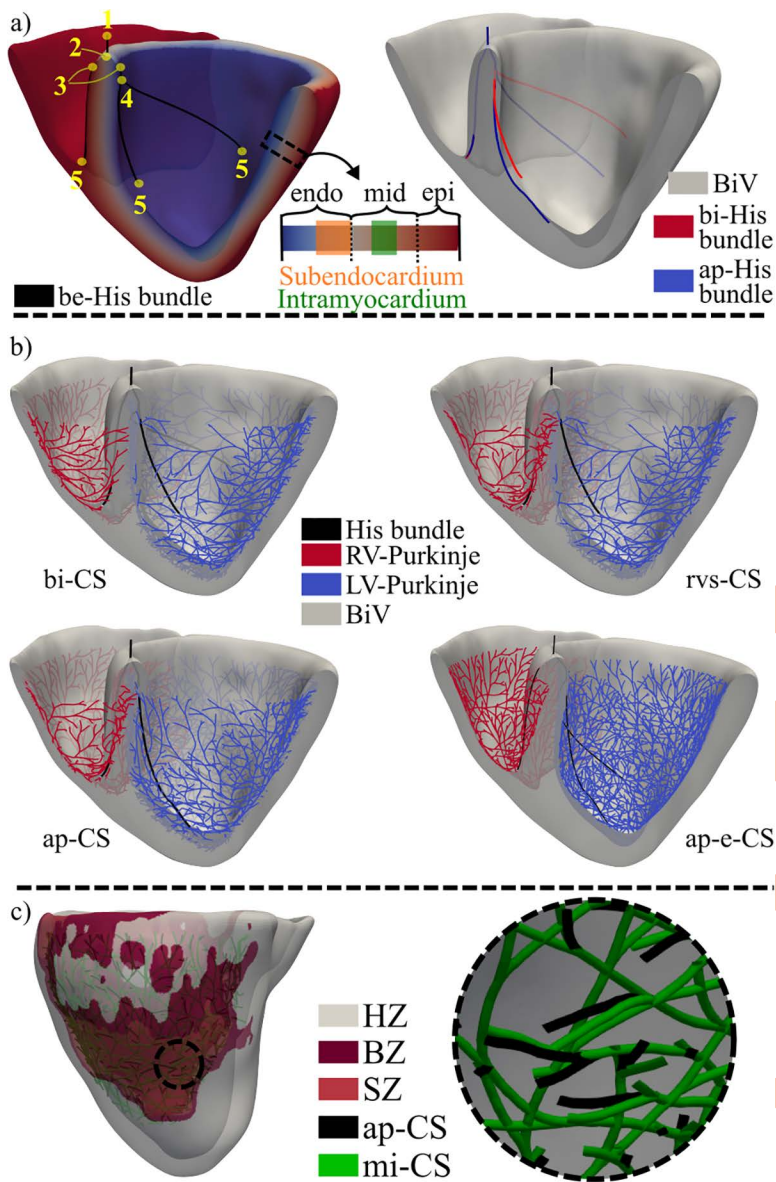 a)
1
2
3
4
5
5
5
endo mid epi
Subendocardium
Intramyocardium
be-His bundle
BiV
bi-His
bundle
ap-His
bundle
b)
bi-CS
rvs-CS
His bundle
RV-Purkinje
LV-Purkinje
BiV
ap-CS
ap-e-CS
c)
HZ
BZ
SZ
ap-CS
mi-CS